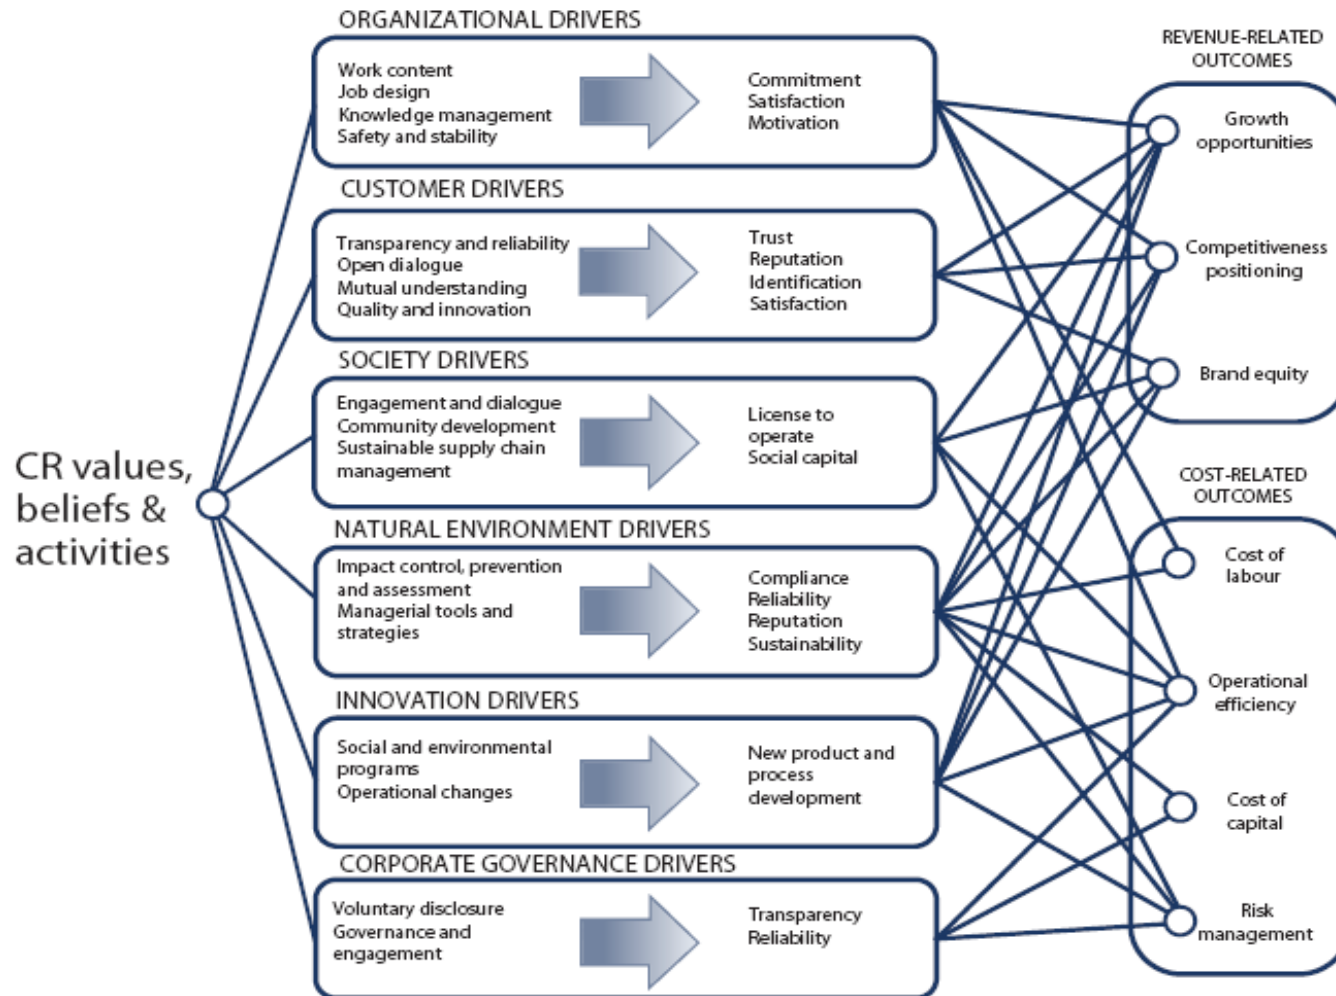 CR values,
beliefs &
activities
ORGANIZATIONAL DRIVERS
Work content
Job design
Knowledge management
Safety and stability
Commitment
Satisfaction
Motivation
CUSTOMER DRIVERS
Transparency and reliability
Open dialogue
Mutual understanding
Quality and innovation
Trust
Reputation
Identification
Satisfaction
SOCIETY DRIVERS
Engagement and dialogue
Community development
Sustainable supply chain
management
License to
operate
Social capital
NATURAL ENVIRONMENT DRIVERS
Impact control, prevention
and assessment
Managerial tools and
strategies
Compliance
Reliability
Reputation
Sustainability
INNOVATION DRIVERS
Social and environmental
programs
Operational changes
New product and
process
development
CORPORATE GOVERNANCE DRIVERS
Voluntary disclosure
Governance and
engagement
Transparency
Reliability
REVENUE-RELATED
OUTCOMES
Growth
opportunities
Competitiveness
positioning
Brand equity
COST-RELATED
OUTCOMES
Cost of
labour
Operational
efficiency
Cost of
capital
Risk
management